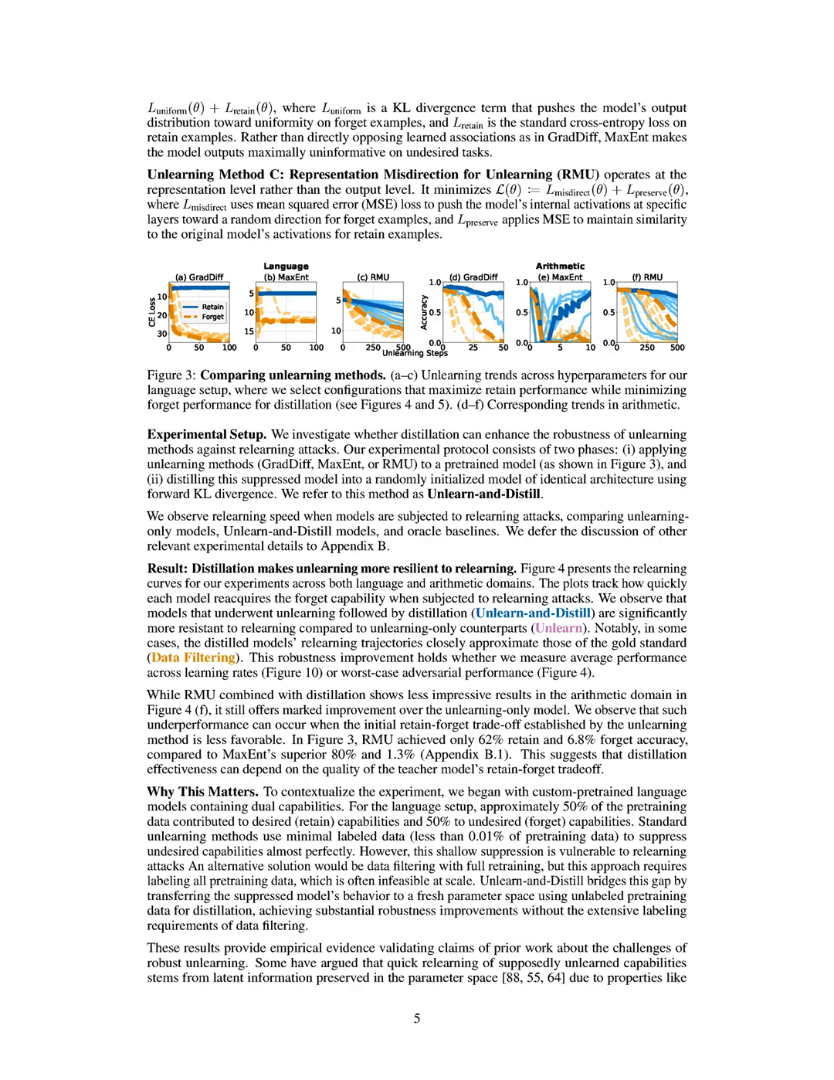 L_uniform(θ) + L_retain(θ), where L_uniform is a KL divergence term that pushes the model's output
distribution toward uniformity on forget examples, and L_retain is the standard cross-entropy loss on
retain examples. Rather than directly opposing learned associations as in GradDiff, MaxEnt makes
the model outputs maximally uninformative on undesired tasks.
Unlearning Method C: Representation Misdirection for Unlearning (RMU) operates at the
representation level rather than the output level. It minimizes ℒ(θ) := L_misdirect(θ) + L_preserve(θ),
where L_misdirect uses mean squared error (MSE) loss to push the model's internal activations at specific
layers toward a random direction for forget examples, and L_preserve applies MSE to maintain similarity
to the original model's activations for retain examples.
Language Arithmetic
(a) GradDiff (b) MaxEnt (c) RMU (d) GradDiff (e) MaxEnt (f) RMU
CE Loss
10
20
30
0 50 100
Retain
Forget
5
10
15
0 50 100
5
10
0 250 500
Accuracy
1.0
0.5
0.0
0 25 50
1.0
0.5
0.0
0 5 10
1.0
0.5
0.0
0 250 500
Unlearning Steps
Figure 3: Comparing unlearning methods. (a–c) Unlearning trends across hyperparameters for our
language setup, where we select configurations that maximize retain performance while minimizing
forget performance for distillation (see Figures 4 and 5). (d–f) Corresponding trends in arithmetic.
Experimental Setup. We investigate whether distillation can enhance the robustness of unlearning
methods against relearning attacks. Our experimental protocol consists of two phases: (i) applying
unlearning methods (GradDiff, MaxEnt, or RMU) to a pretrained model (as shown in Figure 3), and
(ii) distilling this suppressed model into a randomly initialized model of identical architecture using
forward KL divergence. We refer to this method as Unlearn-and-Distill.
We observe relearning speed when models are subjected to relearning attacks, comparing unlearning-
only models, Unlearn-and-Distill models, and oracle baselines. We defer the discussion of other
relevant experimental details to Appendix B.
Result: Distillation makes unlearning more resilient to relearning. Figure 4 presents the relearning
curves for our experiments across both language and arithmetic domains. The plots track how quickly
each model reacquires the forget capability when subjected to relearning attacks. We observe that
models that underwent unlearning followed by distillation (Unlearn-and-Distill) are significantly
more resistant to relearning compared to unlearning-only counterparts (Unlearn). Notably, in some
cases, the distilled models' relearning trajectories closely approximate those of the gold standard
(Data Filtering). This robustness improvement holds whether we measure average performance
across learning rates (Figure 10) or worst-case adversarial performance (Figure 4).
While RMU combined with distillation shows less impressive results in the arithmetic domain in
Figure 4 (f), it still offers marked improvement over the unlearning-only model. We observe that such
underperformance can occur when the initial retain-forget trade-off established by the unlearning
method is less favorable. In Figure 3, RMU achieved only 62% retain and 6.8% forget accuracy,
compared to MaxEnt's superior 80% and 1.3% (Appendix B.1). This suggests that distillation
effectiveness can depend on the quality of the teacher model's retain-forget tradeoff.
Why This Matters. To contextualize the experiment, we began with custom-pretrained language
models containing dual capabilities. For the language setup, approximately 50% of the pretraining
data contributed to desired (retain) capabilities and 50% to undesired (forget) capabilities. Standard
unlearning methods use minimal labeled data (less than 0.01% of pretraining data) to suppress
undesired capabilities almost perfectly. However, this shallow suppression is vulnerable to relearning
attacks An alternative solution would be data filtering with full retraining, but this approach requires
labeling all pretraining data, which is often infeasible at scale. Unlearn-and-Distill bridges this gap by
transferring the suppressed model's behavior to a fresh parameter space using unlabeled pretraining
data for distillation, achieving substantial robustness improvements without the extensive labeling
requirements of data filtering.
These results provide empirical evidence validating claims of prior work about the challenges of
robust unlearning. Some have argued that quick relearning of supposedly unlearned capabilities
stems from latent information preserved in the parameter space [88, 55, 64] due to properties like
5